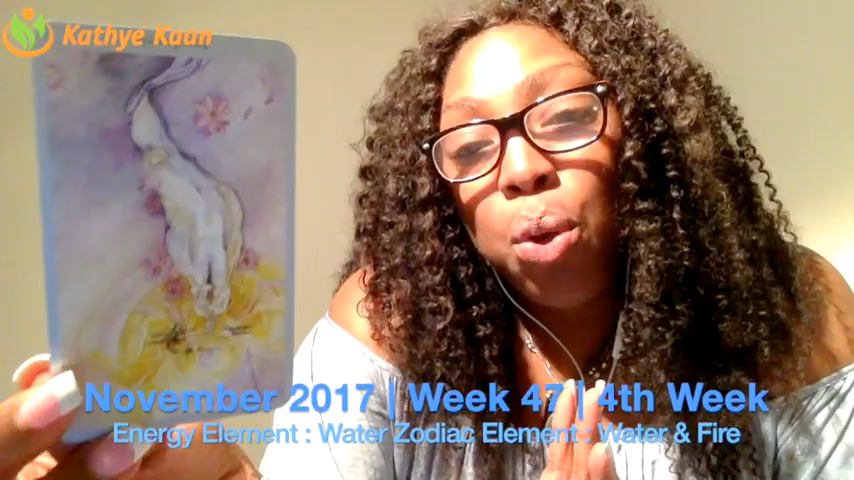 Kathye Kaan
November 2017 | Week 47 | 4th Week
Energy Element : Water Zodiac Element : Water & Fire